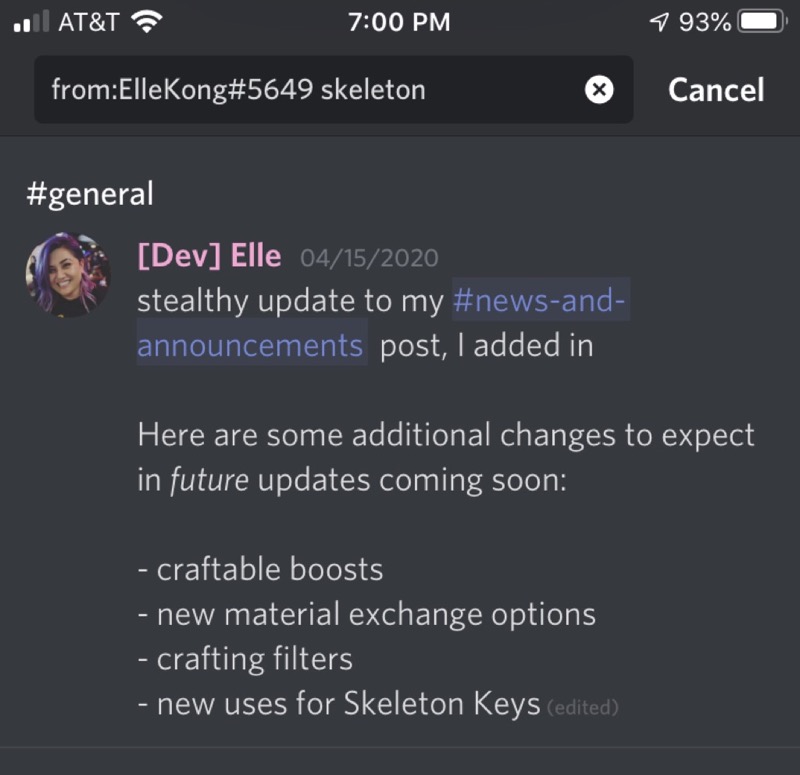 AT&T 7:00 PM 93%
from:ElleKong#5649 skeleton Cancel
#general
[Dev] Elle 04/15/2020
stealthy update to my #news-and-
announcements post, I added in
Here are some additional changes to expect
in future updates coming soon:
- craftable boosts
- new material exchange options
- crafting filters
- new uses for Skeleton Keys (edited)